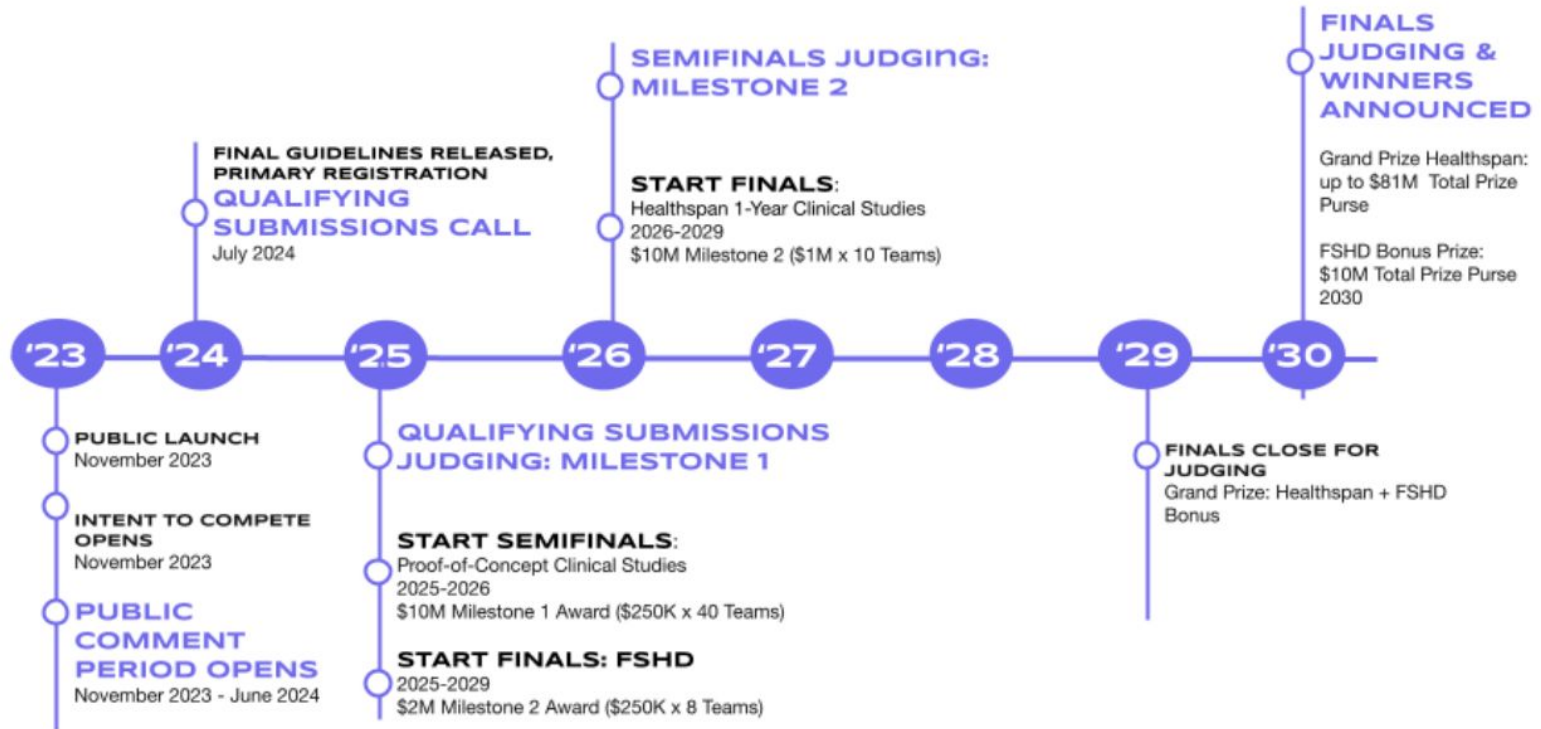 FINALS
JUDGING &
WINNERS
ANNOUNCED
Grand Prize Healthspan:
up to $81M Total Prize
Purse
FSHD Bonus Prize:
$10M Total Prize Purse
2030
SEMIFINALS JUDGING:
MILESTONE 2
START FINALS:
Healthspan 1-Year Clinical Studies
2026-2029
$10M Milestone 2 ($1M x 10 Teams)
FINAL GUIDELINES RELEASED,
PRIMARY REGISTRATION
QUALIFYING
SUBMISSIONS CALL
July 2024
‘23 ‘24 ‘25 ‘26 ‘27 ‘28 ‘29 ‘30
PUBLIC LAUNCH
November 2023
INTENT TO COMPETE
OPENS
November 2023
PUBLIC
COMMENT
PERIOD OPENS
November 2023 - June 2024
QUALIFYING SUBMISSIONS
JUDGING: MILESTONE 1
START SEMIFINALS:
Proof-of-Concept Clinical Studies
2025-2026
$10M Milestone 1 Award ($250K x 40 Teams)
START FINALS: FSHD
2025-2029
$2M Milestone 2 Award ($250K x 8 Teams)
FINALS CLOSE FOR
JUDGING
Grand Prize: Healthspan + FSHD
Bonus